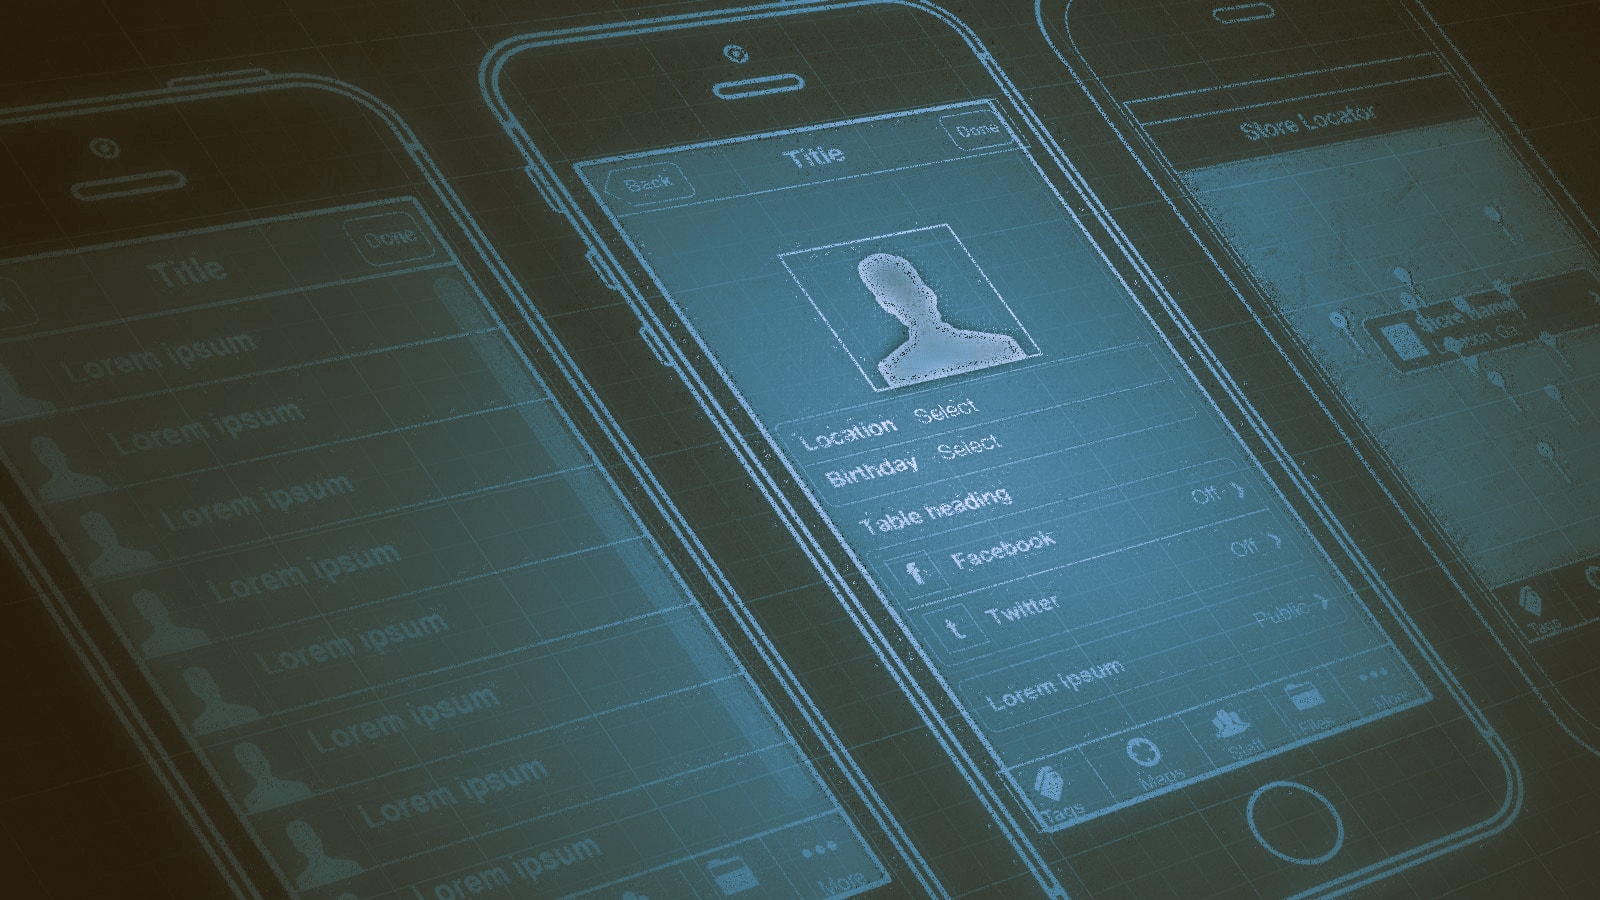 Title
Done
Lorem ipsum
Lorem ipsum
Lorem ipsum
Lorem ipsum
Lorem ipsum
Lorem ipsum
Lorem ipsum
Lorem ipsum
More
Back
Title
Done
Location Select
Birthday Select
Table heading
Facebook Off
Twitter Off
Lorem ipsum Public
Tags
Maps
Staff
Files
More
Store Locator
Store Name
Tags